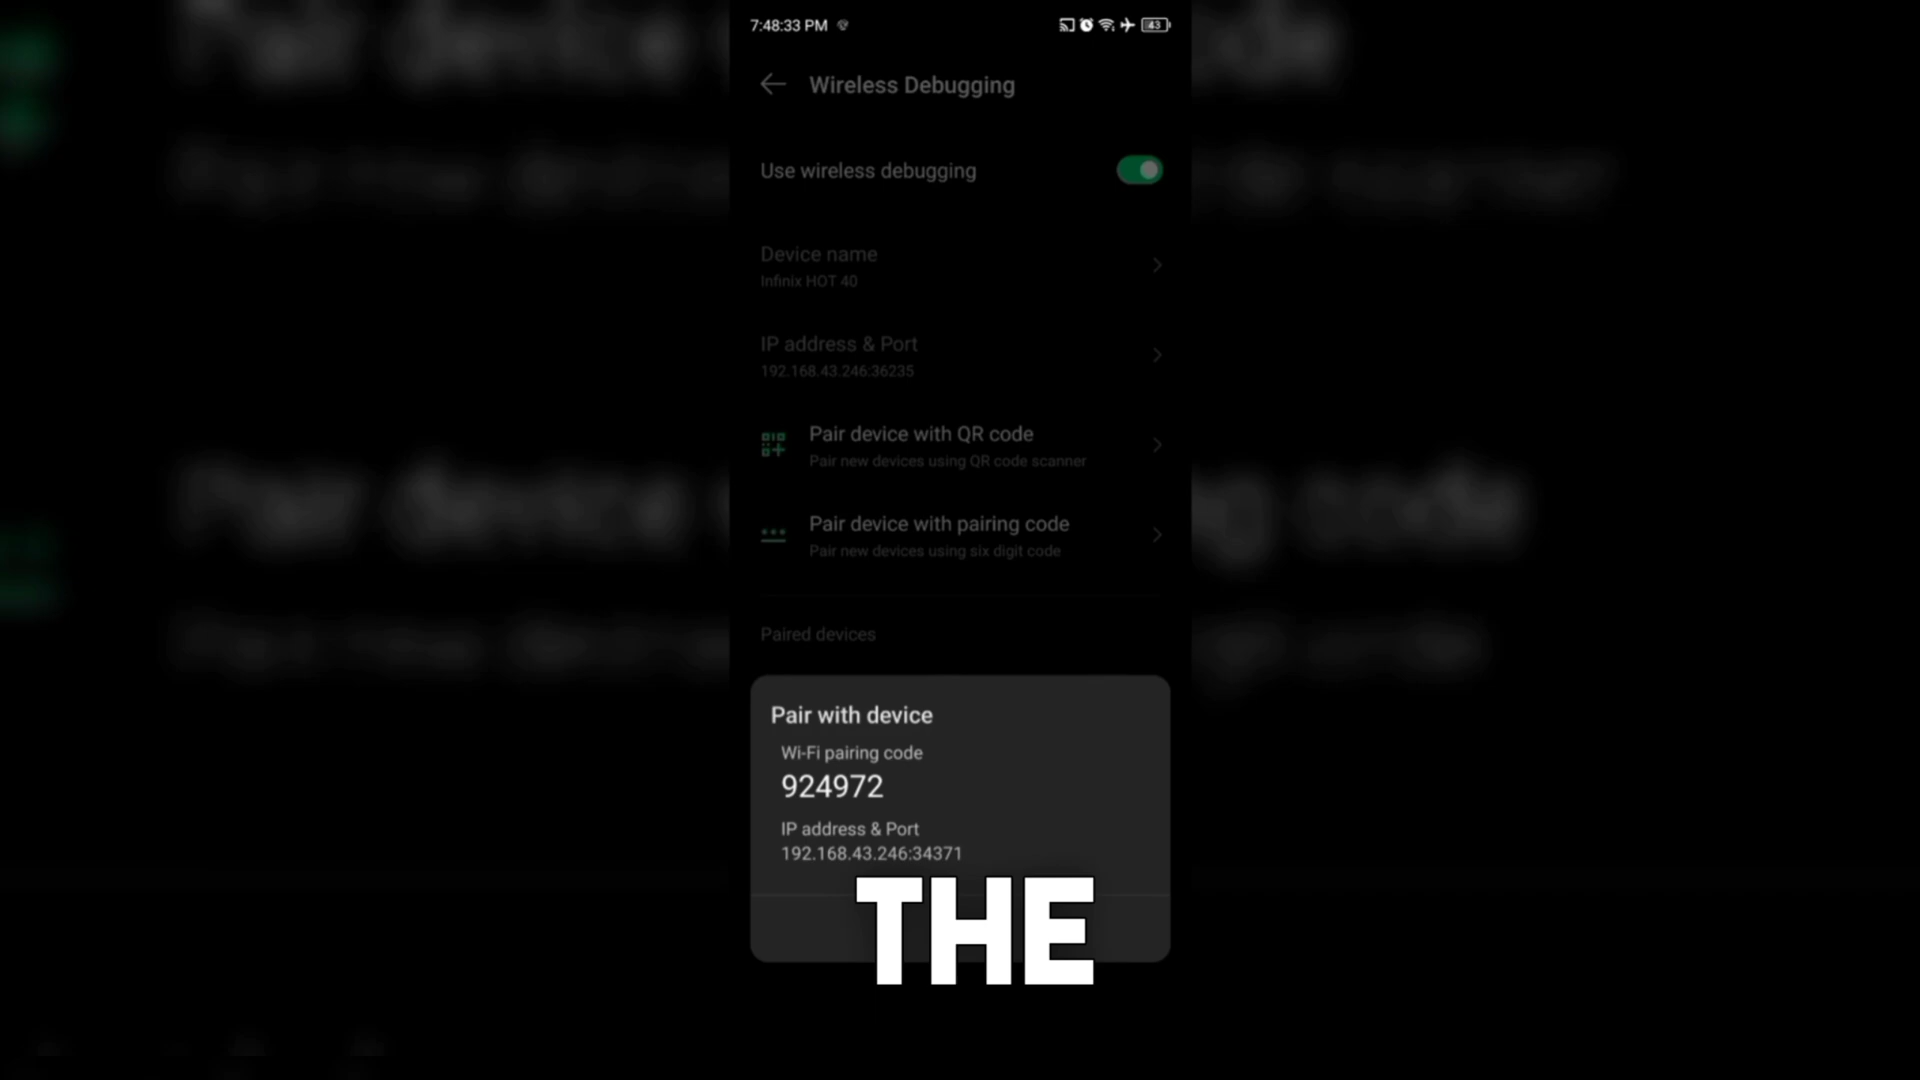 7:48:33 PM
43
Wireless Debugging
Use wireless debugging
Device name
Infinix HOT 40
IP address & Port
192.168.43.246:36235
Pair device with QR code
Pair new devices using QR code scanner
Pair device with pairing code
Pair new devices using six digit code
Paired devices
Pair with device
Wi-Fi pairing code
924972
IP address & Port
192.168.43.246:34371
THE